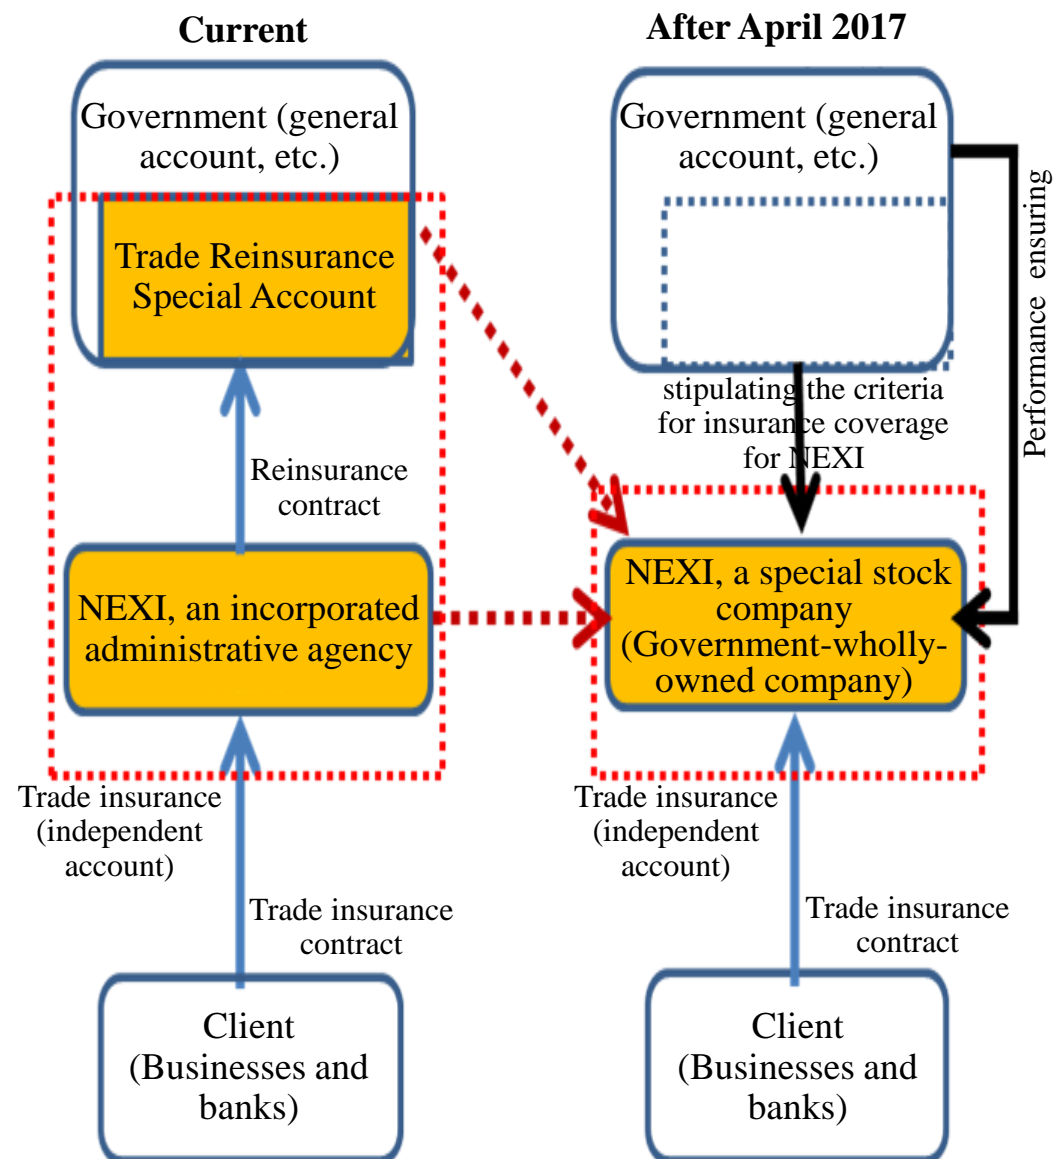 Current
Government (general
account, etc.)
Trade Reinsurance
Special Account
Reinsurance
contract
NEXI, an incorporated
administrative agency
Trade insurance
(independent
account)
Trade insurance
contract
Client
(Businesses and
banks)
After April 2017
Government (general
account, etc.)
stipulating the criteria
for insurance coverage
for NEXI
Performance ensuring
NEXI, a special stock
company
(Government-wholly-
owned company)
Trade insurance
(independent
account)
Trade insurance
contract
Client
(Businesses and
banks)